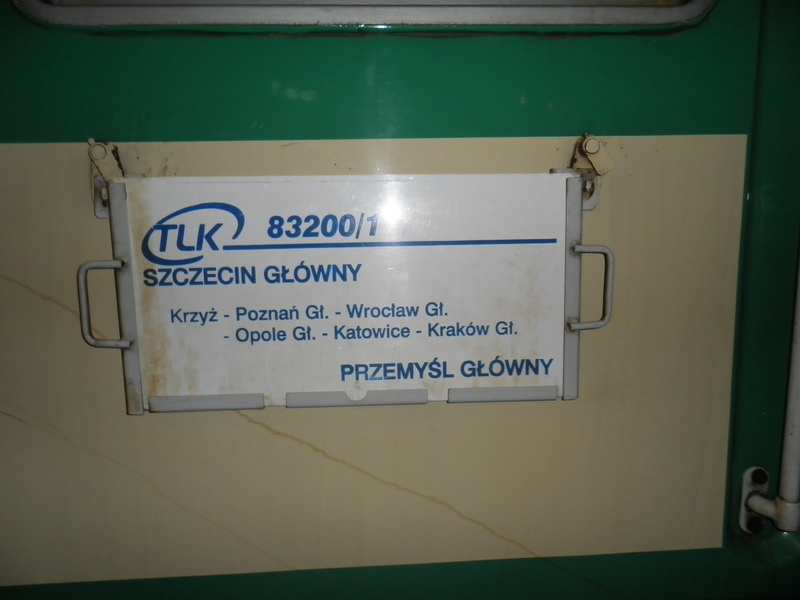 TLK 83200/1
SZCZECIN GŁÓWNY
Krzyż - Poznań Gł. - Wrocław Gł.
- Opole Gł. - Katowice - Kraków Gł.
PRZEMYŚL GŁÓWNY